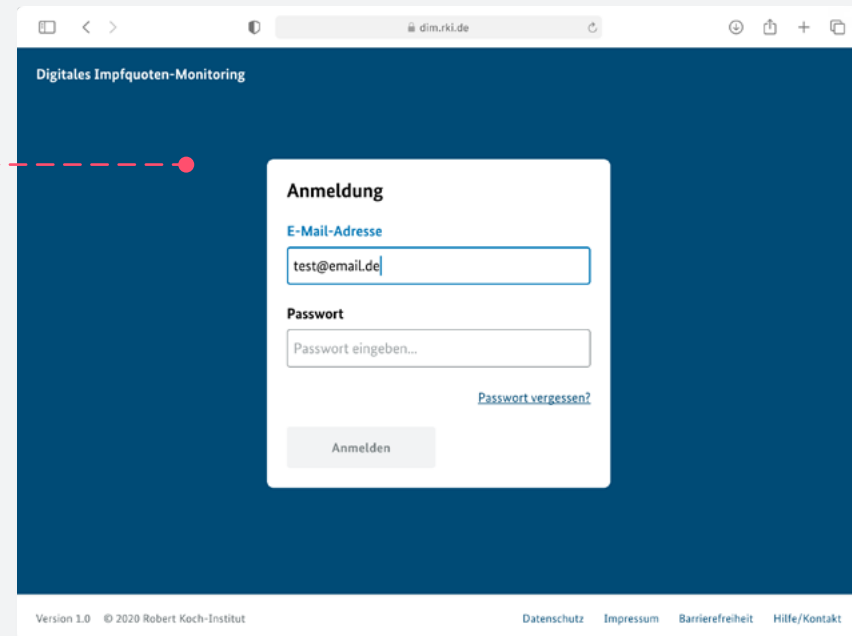 dim.rki.de
Digitales Impfquoten-Monitoring
Anmeldung
E-Mail-Adresse
test@email.de
Passwort
Passwort eingeben...
Passwort vergessen?
Anmelden
Version 1.0 © 2020 Robert Koch-Institut Datenschutz Impressum Barrierefreiheit Hilfe/Kontakt